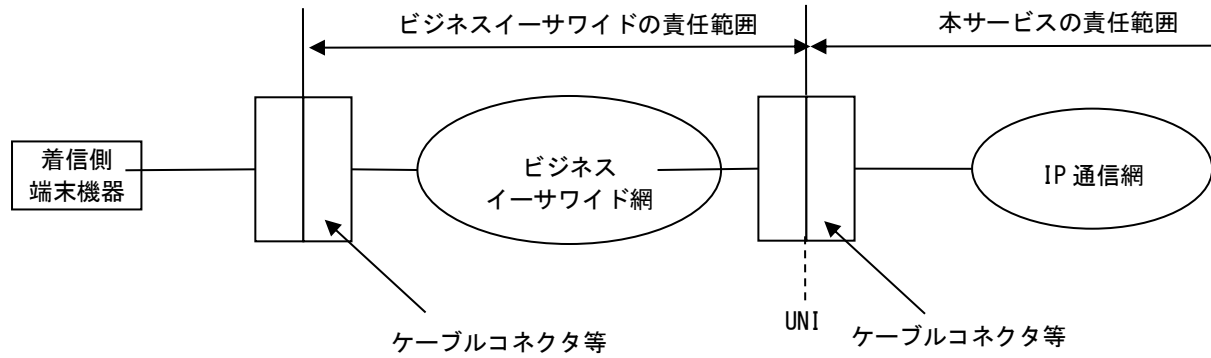 ビジネスイーサワイドの責任範囲
本サービスの責任範囲
着信側
端末機器
ビジネス
イーサワイド網
IP 通信網
UNI
ケーブルコネクタ等
ケーブルコネクタ等